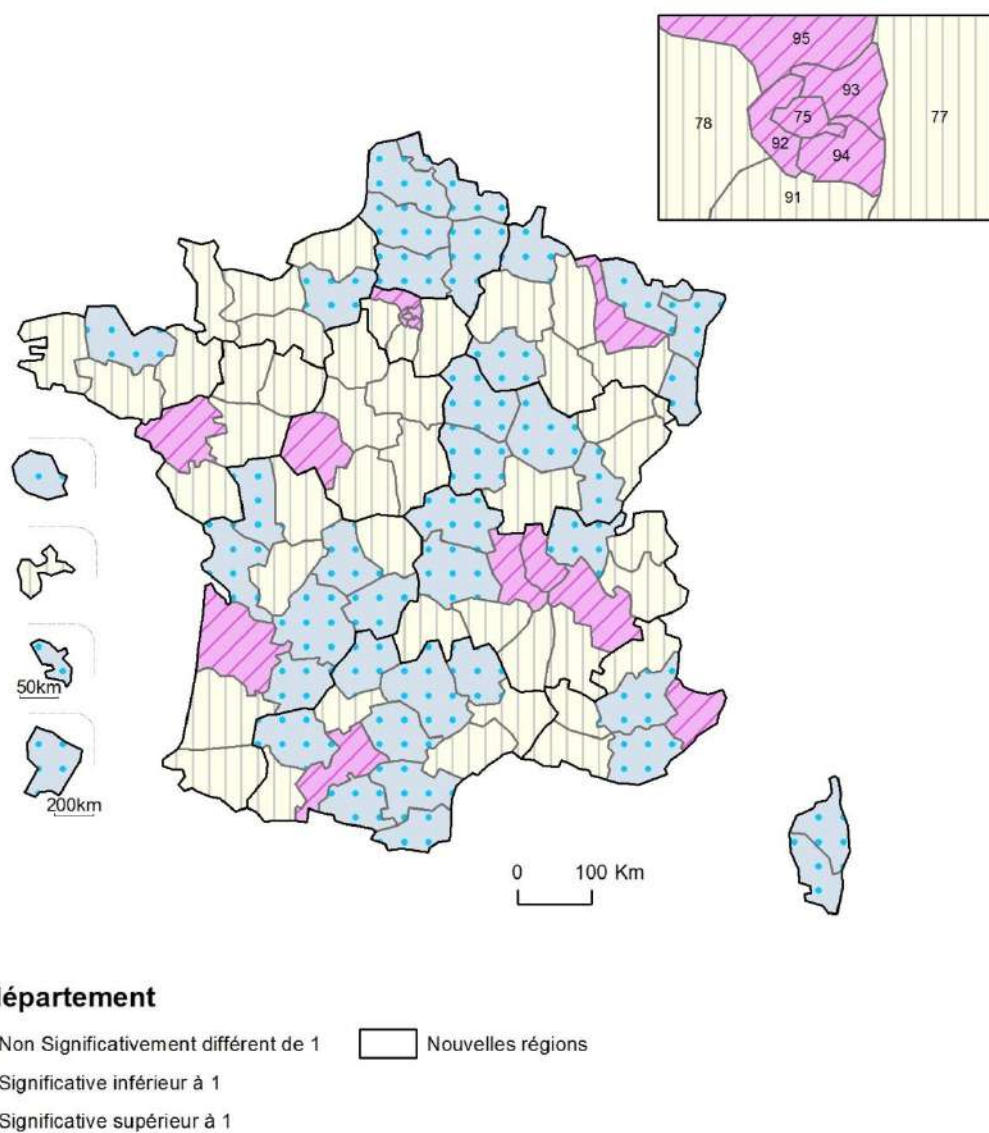 95
93
78
75
77
92
94
91
50km
200km
0 100 Km
département
Non Significativement différent de 1 Nouvelles régions
Significative inférieur à 1
Significative supérieur à 1